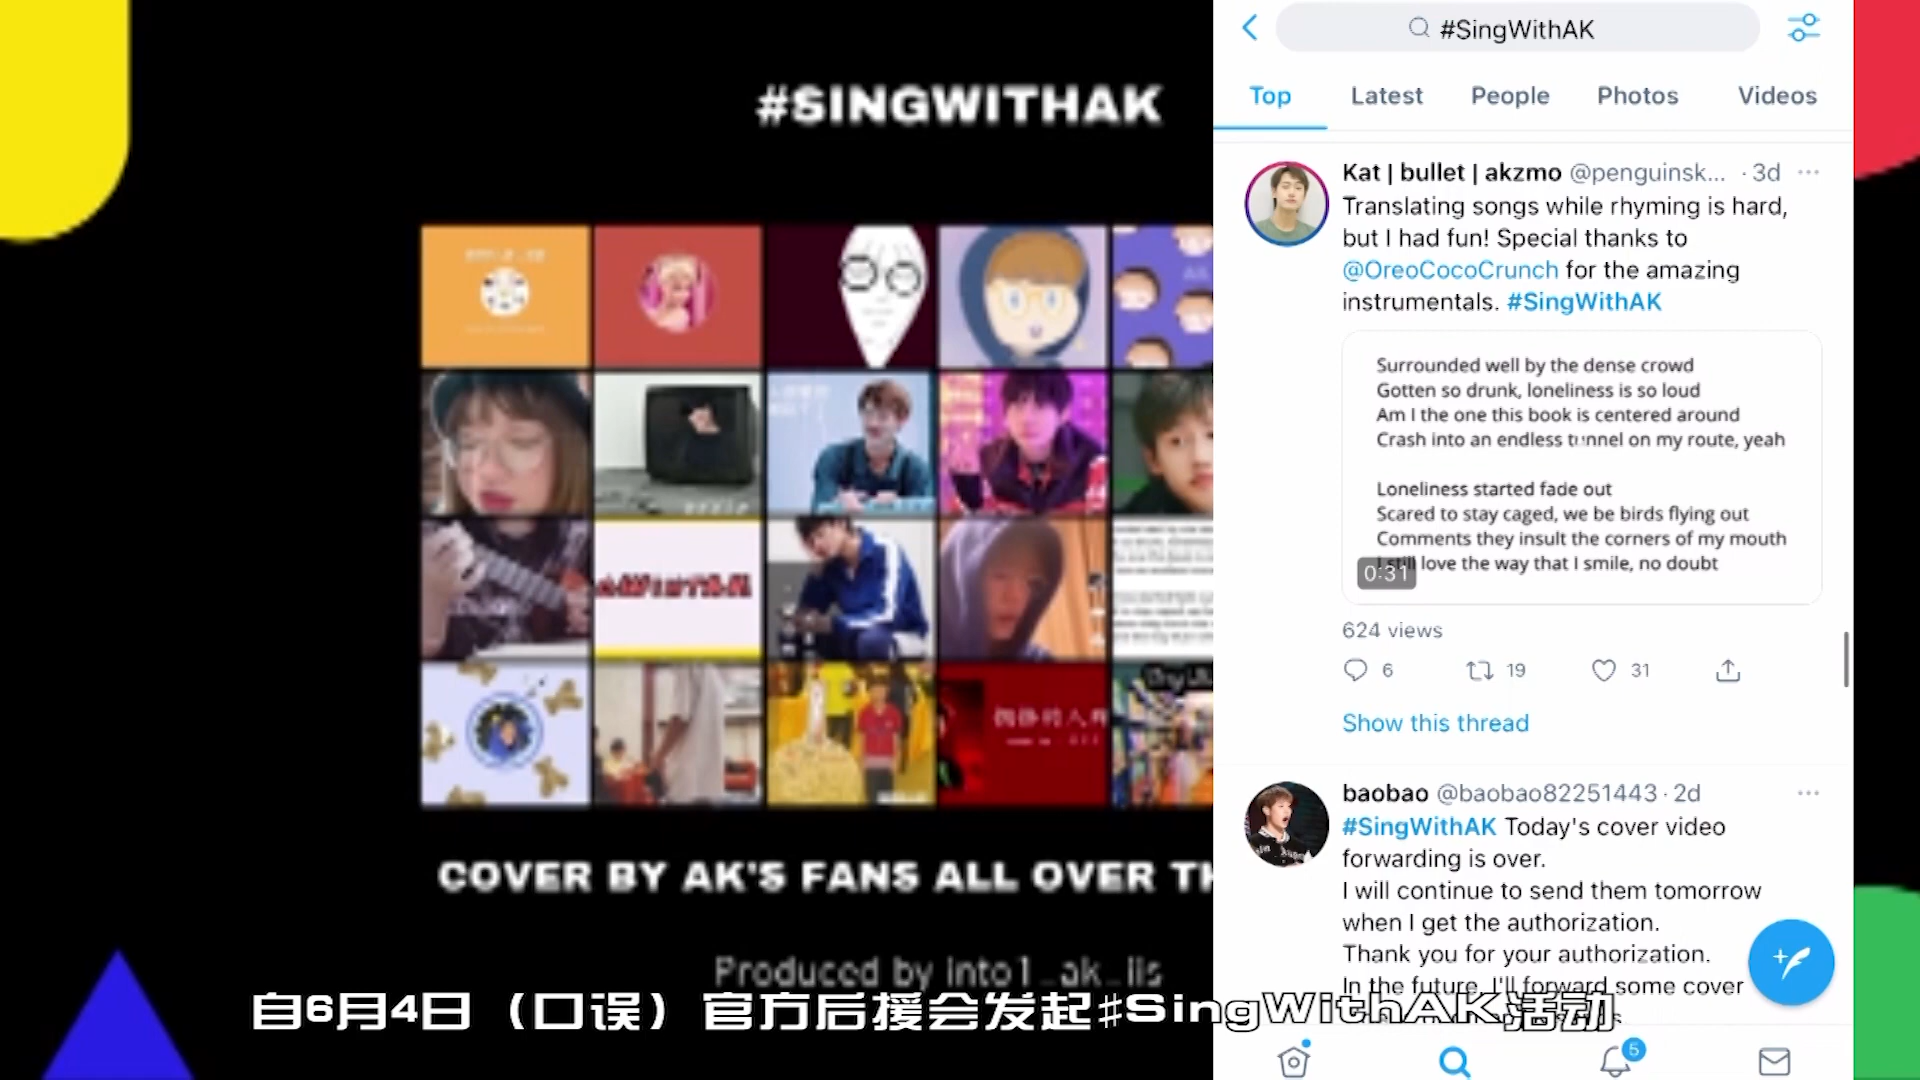 #SINGWITHAK
COVER BY AK'S FANS ALL OVER
Produced by into1_ak_iis
#SingWithAK
Top
Latest
People
Photos
Videos
Kat | bullet | akzmo @penguinsk... · 3d
Translating songs while rhyming is hard,
but I had fun! Special thanks to
@OreoCocoCrunch for the amazing
instrumentals. #SingWithAK
Surrounded well by the dense crowd
Gotten so drunk, loneliness is so loud
Am I the one this book is centered around
Crash into an endless tunnel on my route, yeah
Loneliness started fade out
Scared to stay caged, we be birds flying out
Comments they insult the corners of my mouth
I still love the way that I smile, no doubt
0:31
624 views
6
19
31
Show this thread
baobao @baobao82251443 · 2d
#SingWithAK Today's cover video
forwarding is over.
I will continue to send them tomorrow
when I get the authorization.
Thank you for your authorization.
In the future, I'll forward some cover
自6月4日（口误）官方后援会发起#SingWithAK活动
5